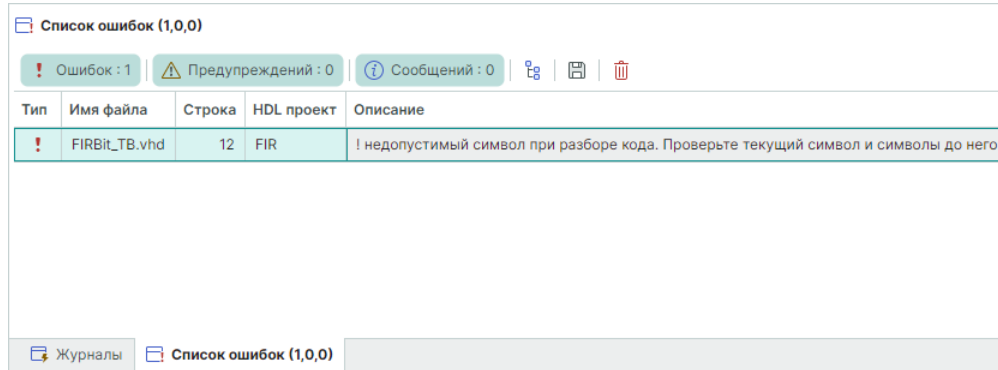 Список ошибок (1,0,0)
! Ошибок : 1 Предупреждений : 0 Сообщений : 0
Тип Имя файла Строка HDL проект Описание
! FIRBit_TB.vhd 12 FIR ! недопустимый символ при разборе кода. Проверьте текущий символ и символы до него
Журналы Список ошибок (1,0,0)